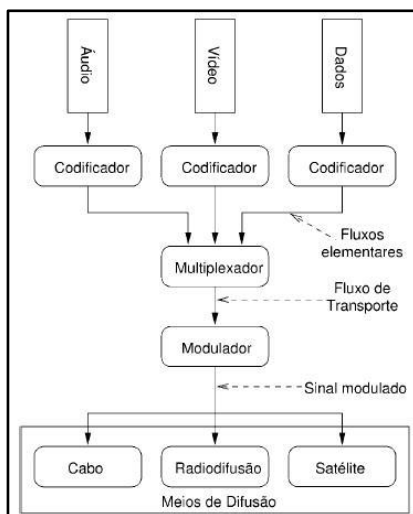 Áudio
Vídeo
Dados
Codificador
Codificador
Codificador
Fluxos
elementares
Multiplexador
Fluxo de
Transporte
Modulador
Sinal modulado
Cabo
Radiodifusão
Satélite
Meios de Difusão